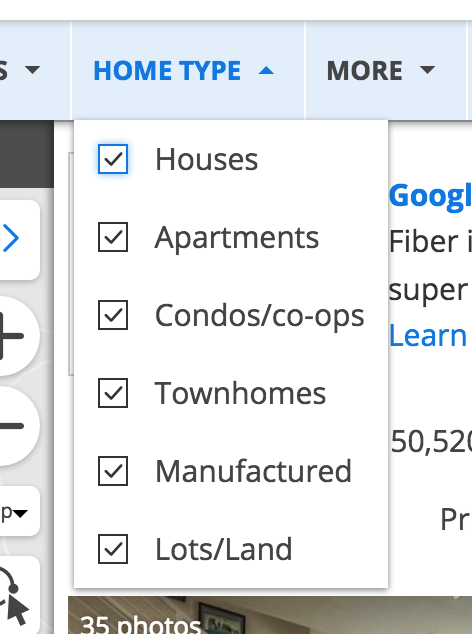 S
HOME TYPE
MORE
Houses
Apartments
Condos/co-ops
Townhomes
Manufactured
Lots/Land
Googl
Fiber i
super
Learn
50,520
Pr
p
35 photos